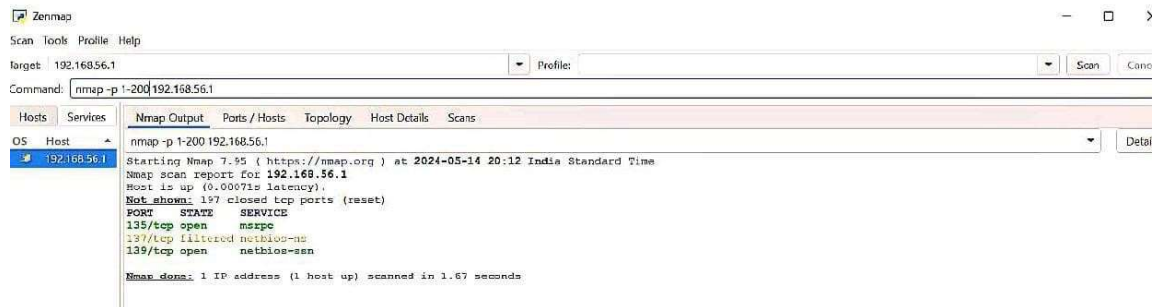 Zenmap
Scan Tools Profile Help
Target: 192.168.56.1 Profile: Scan
Command: nmap -p 1-200 192.168.56.1
Hosts Services Nmap Output Ports / Hosts Topology Host Details Scans
OS Host nmap -p 1-200 192.168.56.1 Detai
192.168.56.1
Starting Nmap 7.95 ( https://nmap.org ) at 2024-05-14 20:12 India Standard Time
Nmap scan report for 192.168.56.1
Host is up (0.00071s latency).
Not shown: 197 closed tcp ports (reset)
PORT STATE SERVICE
135/tcp open msrpc
137/tcp filtered netbios-ns
139/tcp open netbios-ssn
Nmap done: 1 IP address (1 host up) scanned in 1.67 seconds